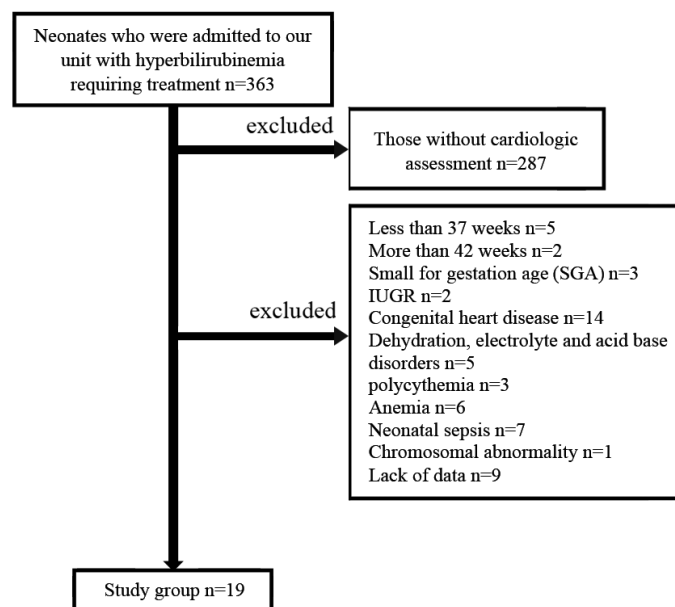 Neonates who were admitted to our
unit with hyperbilirubinemia
requiring treatment n=363
excluded
Those without cardiologic
assessment n=287
Less than 37 weeks n=5
More than 42 weeks n=2
Small for gestation age (SGA) n=3
IUGR n=2
Congenital heart disease n=14
Dehydration, electrolyte and acid base
disorders n=5
polycythemia n=3
Anemia n=6
Neonatal sepsis n=7
Chromosomal abnormality n=1
Lack of data n=9
excluded
Study group n=19